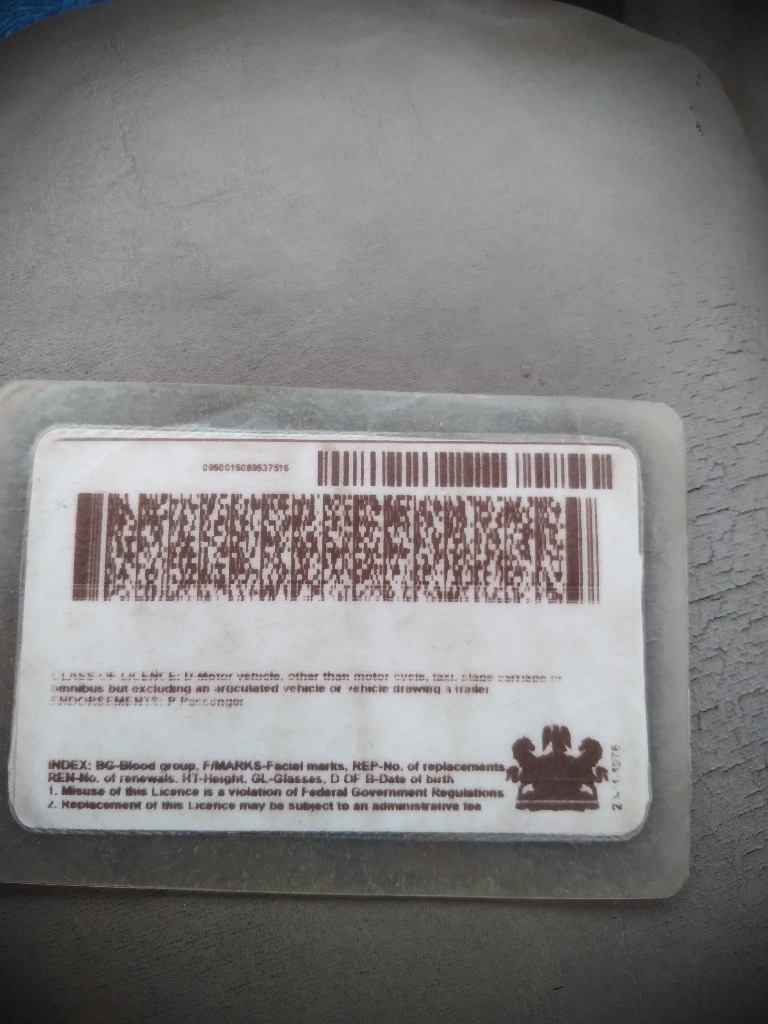 0950015089537516
CLASS OF LICENCE: D-Motor vehicle, other than motor cycle, taxi, stage carriage or
omnibus but excluding an articulated vehicle or vehicle drawing a trailer
ENDORSEMENTS: P-Passenger
INDEX: BG-Blood group, F/MARKS-Facial marks, REP-No. of replacements,
REN-No. of renewals. HT-Height, GL-Glasses, D OF B-Date of birth
1. Misuse of this Licence is a violation of Federal Government Regulations
2. Replacement of this Licence may be subject to an administrative fee